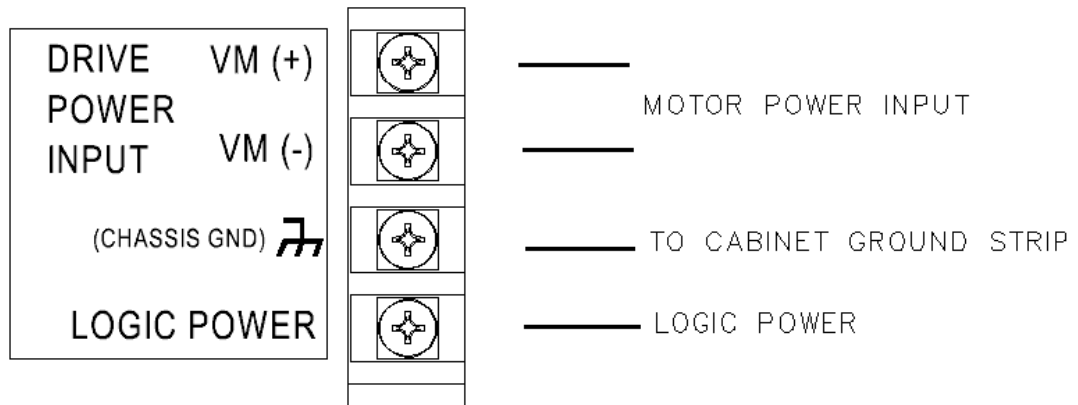 DRIVE VM (+)
POWER
INPUT VM (-)
(CHASSIS GND)
LOGIC POWER
MOTOR POWER INPUT
TO CABINET GROUND STRIP
LOGIC POWER